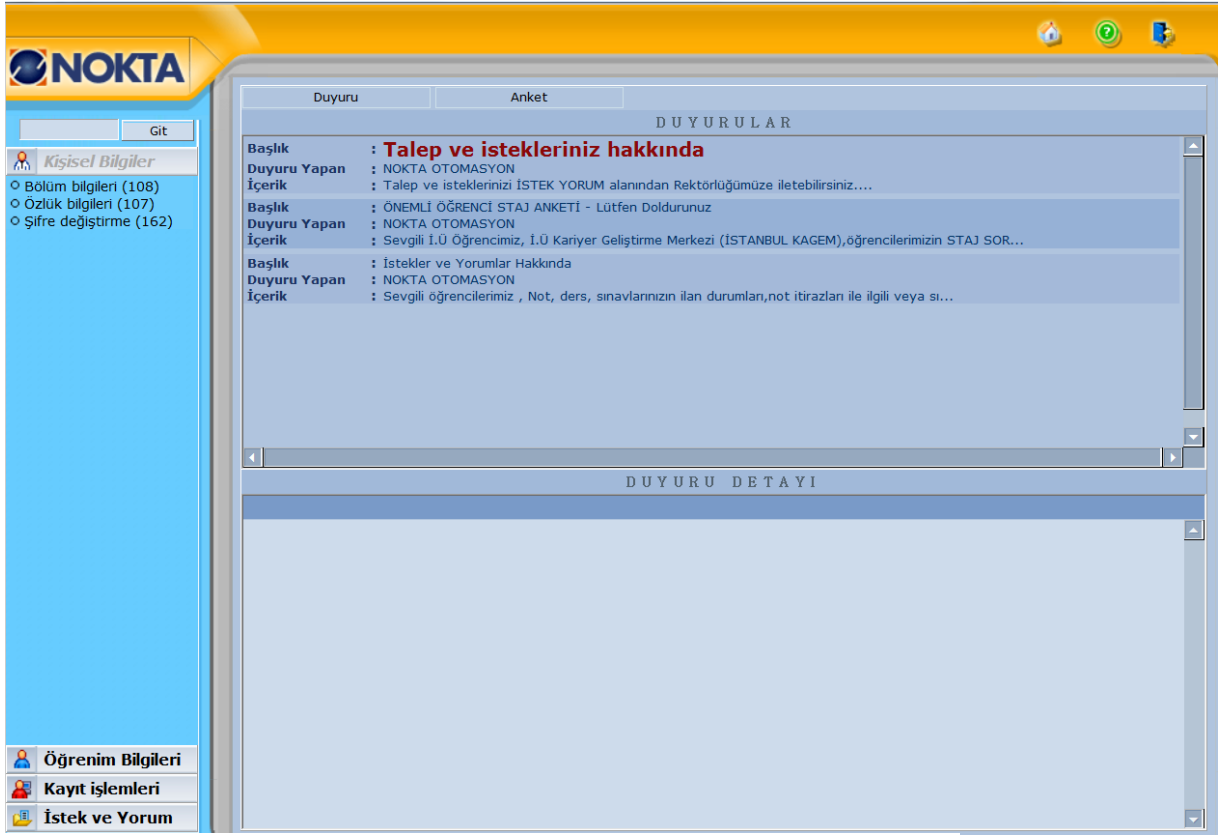 NOKTA
Git
Kişisel Bilgiler
Bölüm bilgileri (108)
Özlük bilgileri (107)
Şifre değiştirme (162)
Öğrenim Bilgileri
Kayıt işlemleri
İstek ve Yorum
Duyuru Anket
DUYURULAR
Başlık : Talep ve istekleriniz hakkında
Duyuru Yapan : NOKTA OTOMASYON
İçerik : Talep ve isteklerinizi İSTEK YORUM alanından Rektörlüğümüze iletebilirsiniz....
Başlık : ÖNEMLİ ÖĞRENCİ STAJ ANKETİ - Lütfen Doldurunuz
Duyuru Yapan : NOKTA OTOMASYON
İçerik : Sevgili İ.Ü Öğrencimiz, İ.Ü Kariyer Geliştirme Merkezi (İSTANBUL KAGEM),öğrencilerimizin STAJ SOR...
Başlık : İstekler ve Yorumlar Hakkında
Duyuru Yapan : NOKTA OTOMASYON
İçerik : Sevgili öğrencilerimiz , Not, ders, sınavlarınızın ilan durumları,not itirazları ile ilgili veya sı...
DUYURU DETAYI